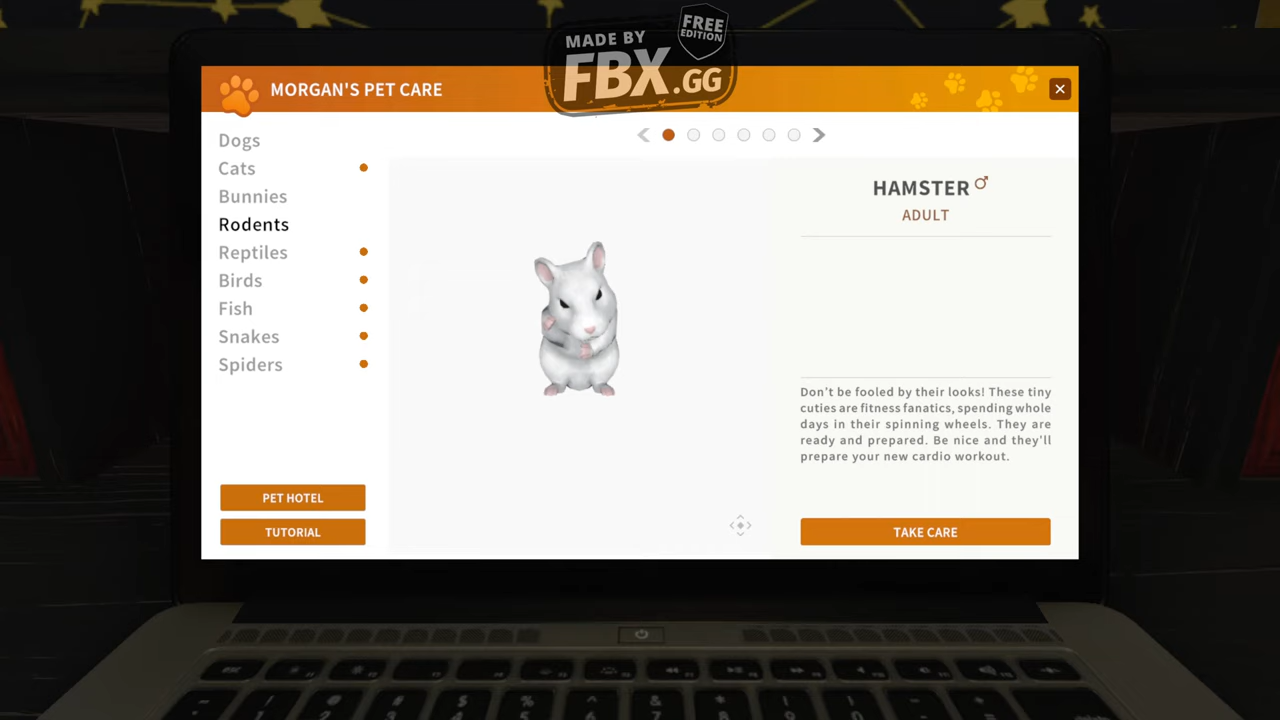 MADE BY
FREE
EDITION
FBX.GG
MORGAN'S PET CARE
Dogs
Cats
Bunnies
Rodents
Reptiles
Birds
Fish
Snakes
Spiders
PET HOTEL
TUTORIAL
HAMSTER
ADULT
Don't be fooled by their looks! These tiny
cuties are fitness fanatics, spending whole
days in their spinning wheels. They are
ready and prepared. Be nice and they'll
prepare your new cardio workout.
TAKE CARE